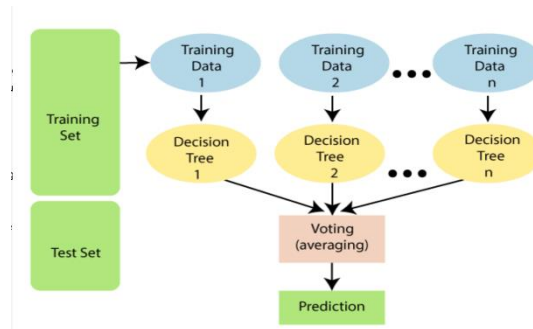 Training
Set
Training
Data
1
Training
Data
2
Training
Data
n
Decision
Tree
1
Decision
Tree
2
Decision
Tree
n
Test Set
Voting
(averaging)
Prediction